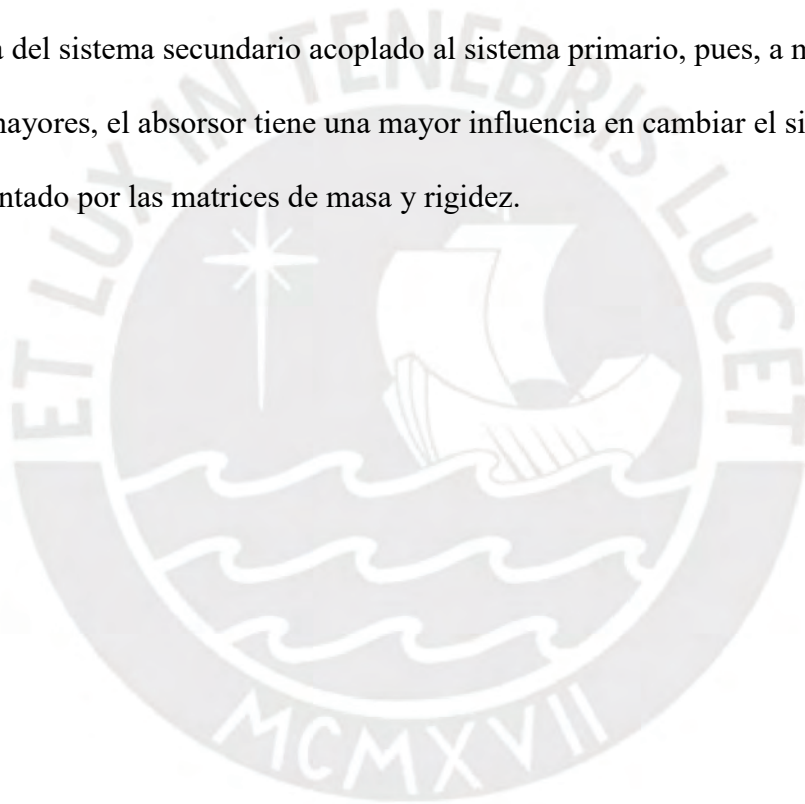 a del sistema secundario acoplado al sistema primario, pues, a m
nayores, el absorsor tiene una mayor influencia en cambiar el si
ntado por las matrices de masa y rigidez.
ET LUX IN TENEBRIS LUCET
MCMXVII